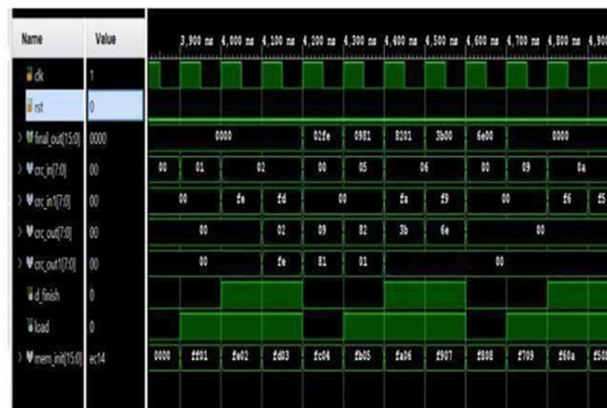 Name Value 3,900 ns 4,000 ns 4,100 ns 4,200 ns 4,300 ns 4,400 ns 4,500 ns 4,600 ns 4,700 ns 4,800 ns 4,900
clk 1
rst 0
final_out[15:0] 0000 0000 02fe 0981 8201 3b00 6e00 0000
crc_in[7:0] 00 00 01 02 00 05 06 00 09 0a
crc_in1[7:0] 00 00 fe fd 00 fa f9 00 f6 f5
crc_out[7:0] 00 00 02 09 82 3b 6e 00
crc_out1[7:0] 00 00 fe 81 01 00
d_finish 0
load 0
mem_init[15:0] ec14 0000 ff01 fe02 fd03 fc04 fb05 fa06 f907 f808 f709 f60a